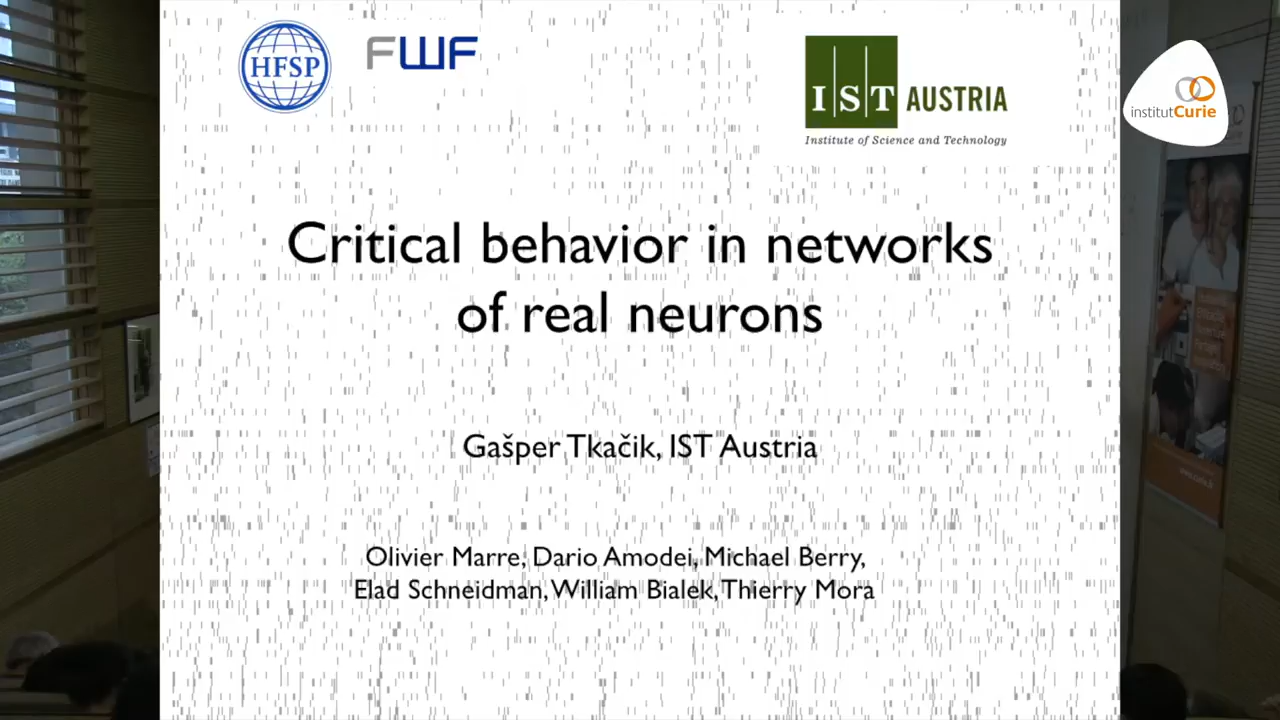 HFSP
FWF
IST AUSTRIA
Institute of Science and Technology
institutCurie
Critical behavior in networks
of real neurons
Gašper Tkačik, IST Austria
Olivier Marre, Dario Amodei, Michael Berry,
Elad Schneidman, William Bialek, Thierry Mora